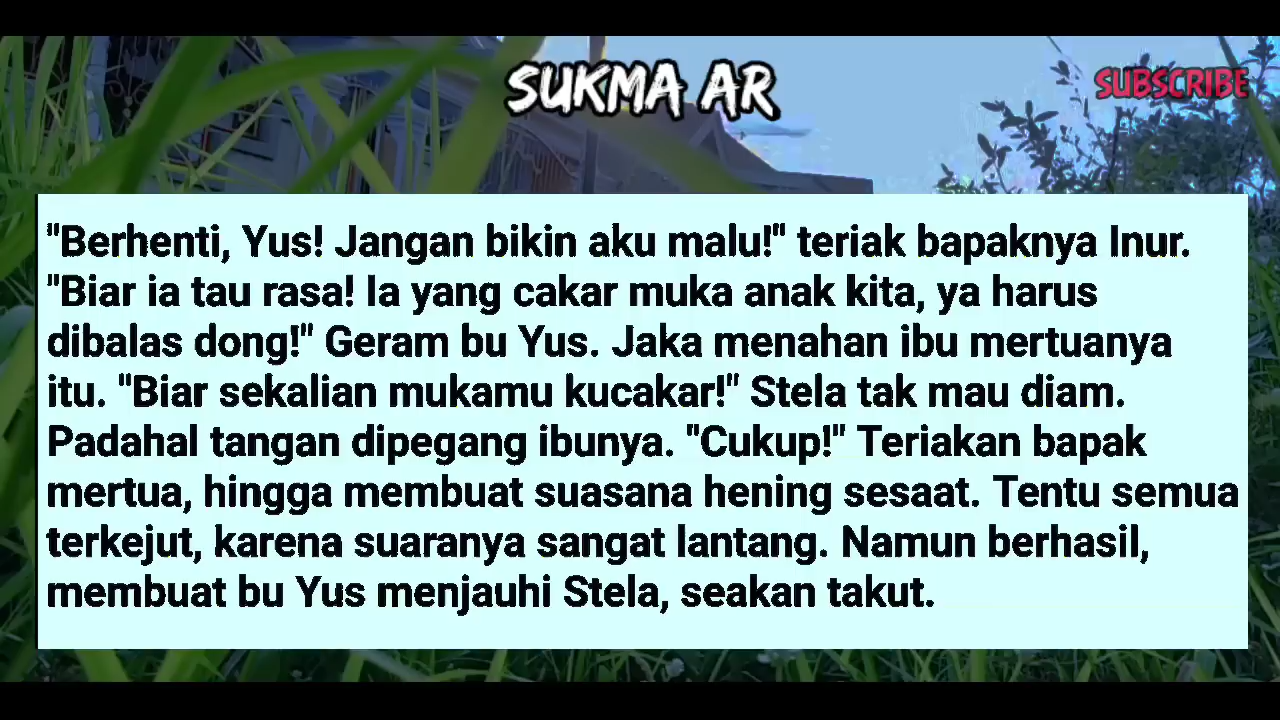 SUKMA AR
SUBSCRIBE
"Berhenti, Yus! Jangan bikin aku malu!" teriak bapaknya Inur.
"Biar ia tau rasa! Ia yang cakar muka anak kita, ya harus
dibalas dong!" Geram bu Yus. Jaka menahan ibu mertuanya
itu. "Biar sekalian mukamu kucakar!" Stela tak mau diam.
Padahal tangan dipegang ibunya. "Cukup!" Teriakan bapak
mertua, hingga membuat suasana hening sesaat. Tentu semua
terkejut, karena suaranya sangat lantang. Namun berhasil,
membuat bu Yus menjauhi Stela, seakan takut.